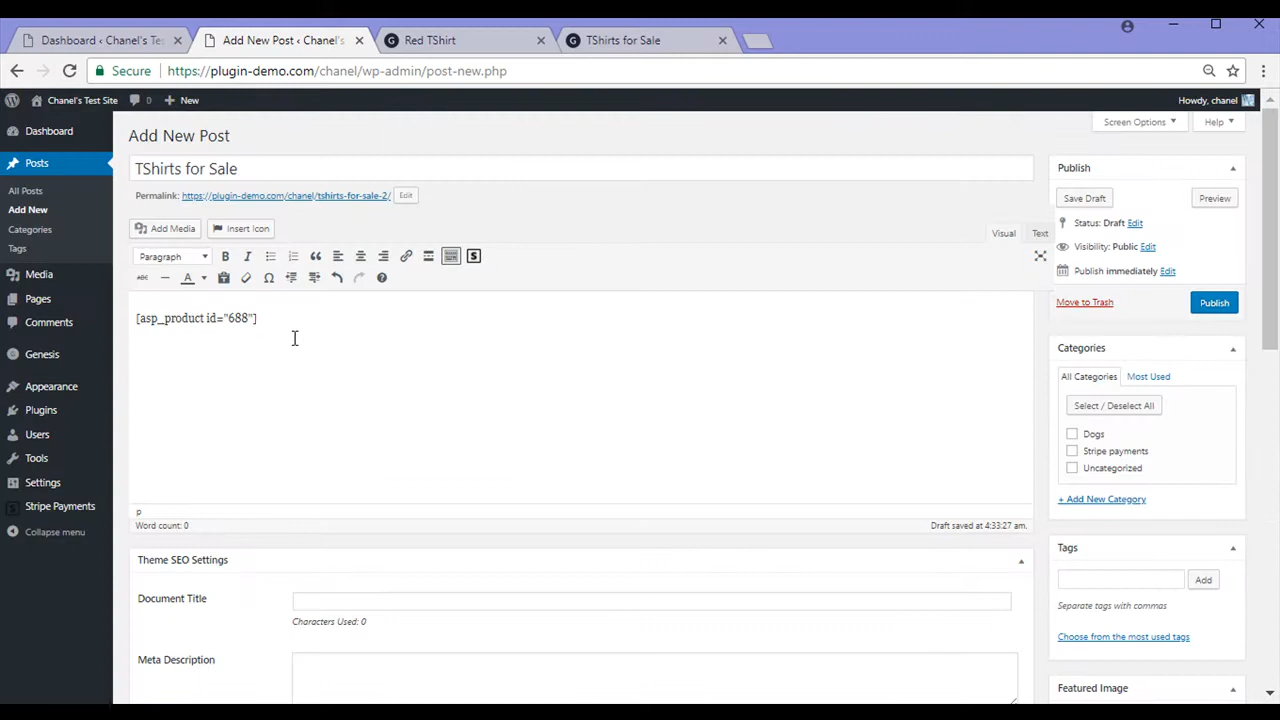 Dashboard ‹ Chanel's Tes
Add New Post ‹ Chanel's
Red TShirt
TShirts for Sale
Secure
https://plugin-demo.com/chanel/wp-admin/post-new.php
Chanel's Test Site
0
New
Howdy, chanel
Dashboard
Posts
All Posts
Add New
Categories
Tags
Media
Pages
Comments
Genesis
Appearance
Plugins
Users
Tools
Settings
Stripe Payments
Collapse menu
Screen Options
Help
Add New Post
TShirts for Sale
Permalink: https://plugin-demo.com/chanel/tshirts-for-sale-2/ Edit
Add Media
Insert Icon
Visual
Text
Paragraph
[asp_product id="688"]
p
Word count: 0
Draft saved at 4:33:27 am.
Theme SEO Settings
Document Title
Characters Used: 0
Meta Description
Publish
Save Draft
Preview
Status: Draft Edit
Visibility: Public Edit
Publish immediately Edit
Move to Trash
Publish
Categories
All Categories
Most Used
Select / Deselect All
Dogs
Stripe payments
Uncategorized
+ Add New Category
Tags
Add
Separate tags with commas
Choose from the most used tags
Featured Image